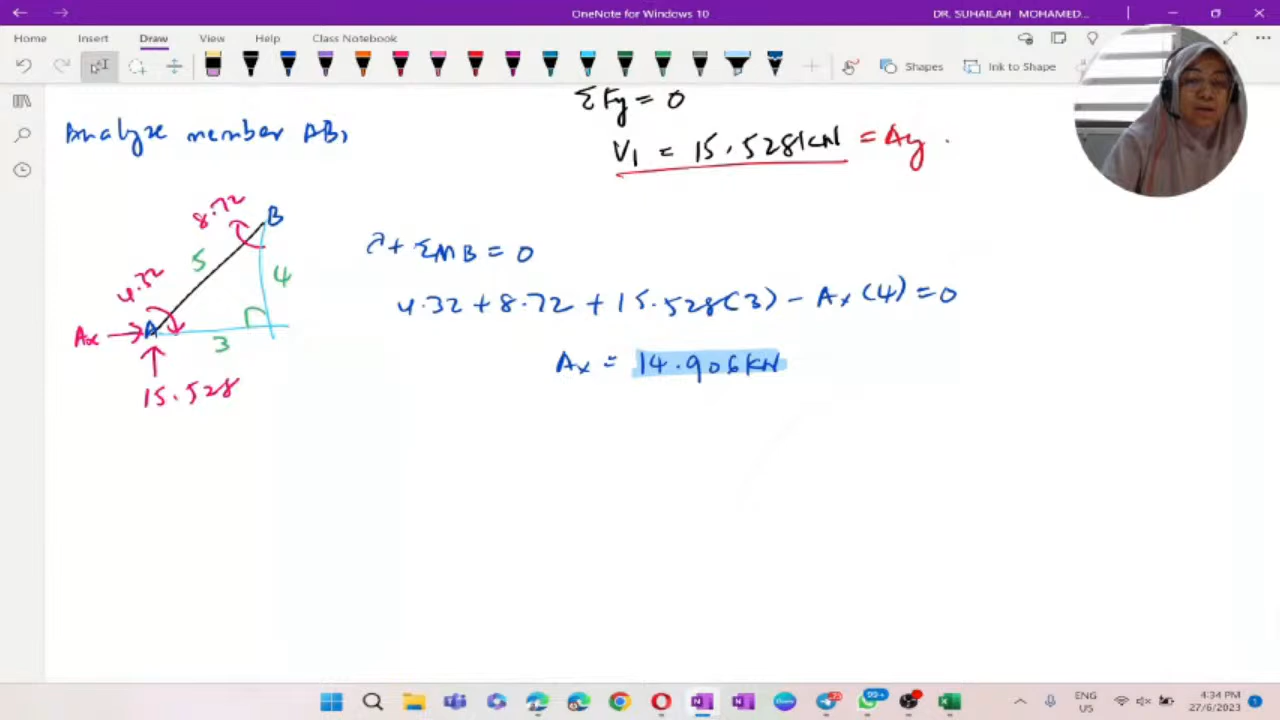 OneNote for Windows 10
DR. SUHAILAH MOHAMED...
Home Insert Draw View Help Class Notebook
Shapes Ink to Shape
ΣFy = 0
V1 = 15.528kN = Ay
Analyze member AB,
8.72
B
4.32
5
4
Ax
A
3
15.528
↷+ ΣMB = 0
4.32 + 8.72 + 15.528(3) - Ax(4) = 0
Ax = 14.906kN
99+
ENG
US
4:34 PM
27/6/2023